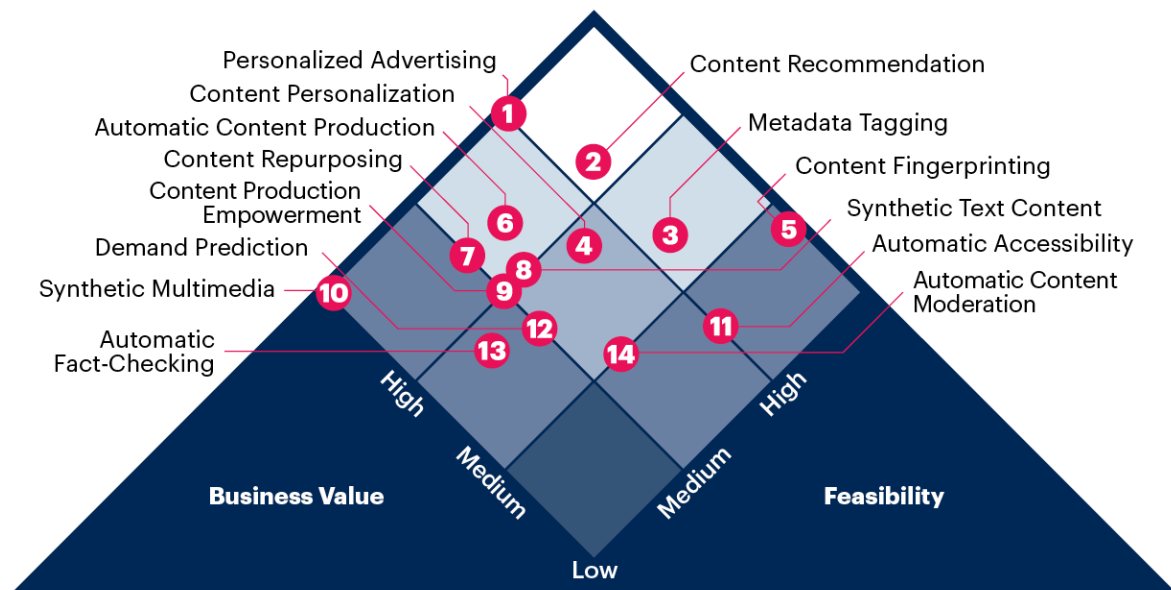 Personalized Advertising
Content Personalization
Automatic Content Production
Content Repurposing
Content Production
Empowerment
Demand Prediction
Synthetic Multimedia
Automatic
Fact-Checking
Content Recommendation
Metadata Tagging
Content Fingerprinting
Synthetic Text Content
Automatic Accessibility
Automatic Content
Moderation
1
2
3
4
5
6
7
8
9
10
11
12
13
14
High
Medium
High
Medium
Low
Business Value
Feasibility